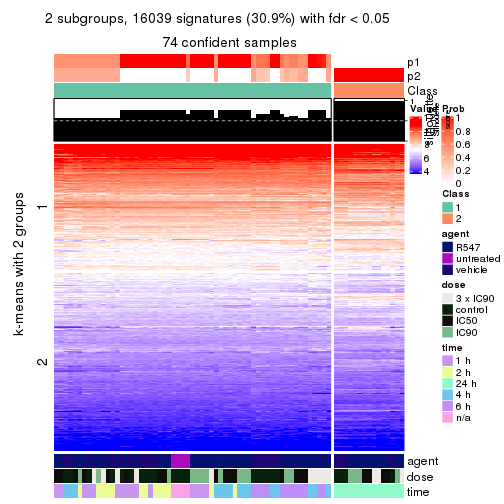 2 subgroups, 16039 signatures (30.9%) with fdr < 0.05
74 confident samples
p1
p2
Class
silhouette
Value
Prob
1
0.8
0.6
0.4
0.2
0
8
6
4
Class
1
2
agent
R547
untreated
vehicle
dose
3 x IC90
control
IC50
IC90
time
1 h
2 h
24 h
4 h
6 h
n/a
k-means with 2 groups
1
2
agent
dose
time